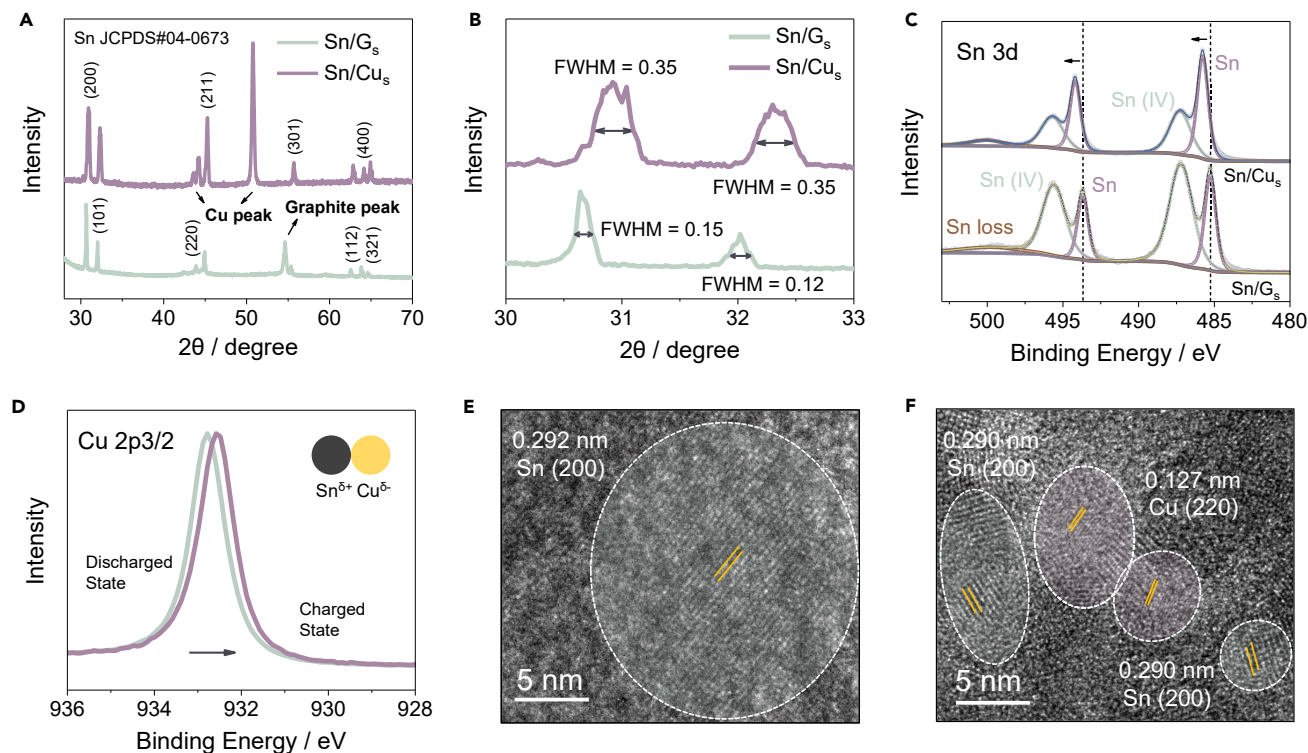 A
Sn JCPDS#04-0673
Sn/Gₛ
Sn/Cuₛ
(200)
(211)
(301)
(400)
Cu peak
Graphite peak
(101)
(220)
(112)
(321)
Intensity
30 40 50 60 70
2θ / degree
B
Sn/Gₛ
Sn/Cuₛ
FWHM = 0.35
FWHM = 0.35
FWHM = 0.15
FWHM = 0.12
Intensity
30 31 32 33
2θ / degree
C
Sn 3d
Sn
Sn (IV)
Sn/Cuₛ
Sn (IV)
Sn
Sn loss
Sn/Gₛ
Intensity
500 495 490 485 480
Binding Energy / eV
D
Cu 2p3/2
Snᵟ⁺ Cuᵟ⁻
Discharged
State
Charged
State
Intensity
936 934 932 930 928
Binding Energy / eV
E
0.292 nm
Sn (200)
5 nm
F
0.290 nm
Sn (200)
0.127 nm
Cu (220)
0.290 nm
Sn (200)
5 nm